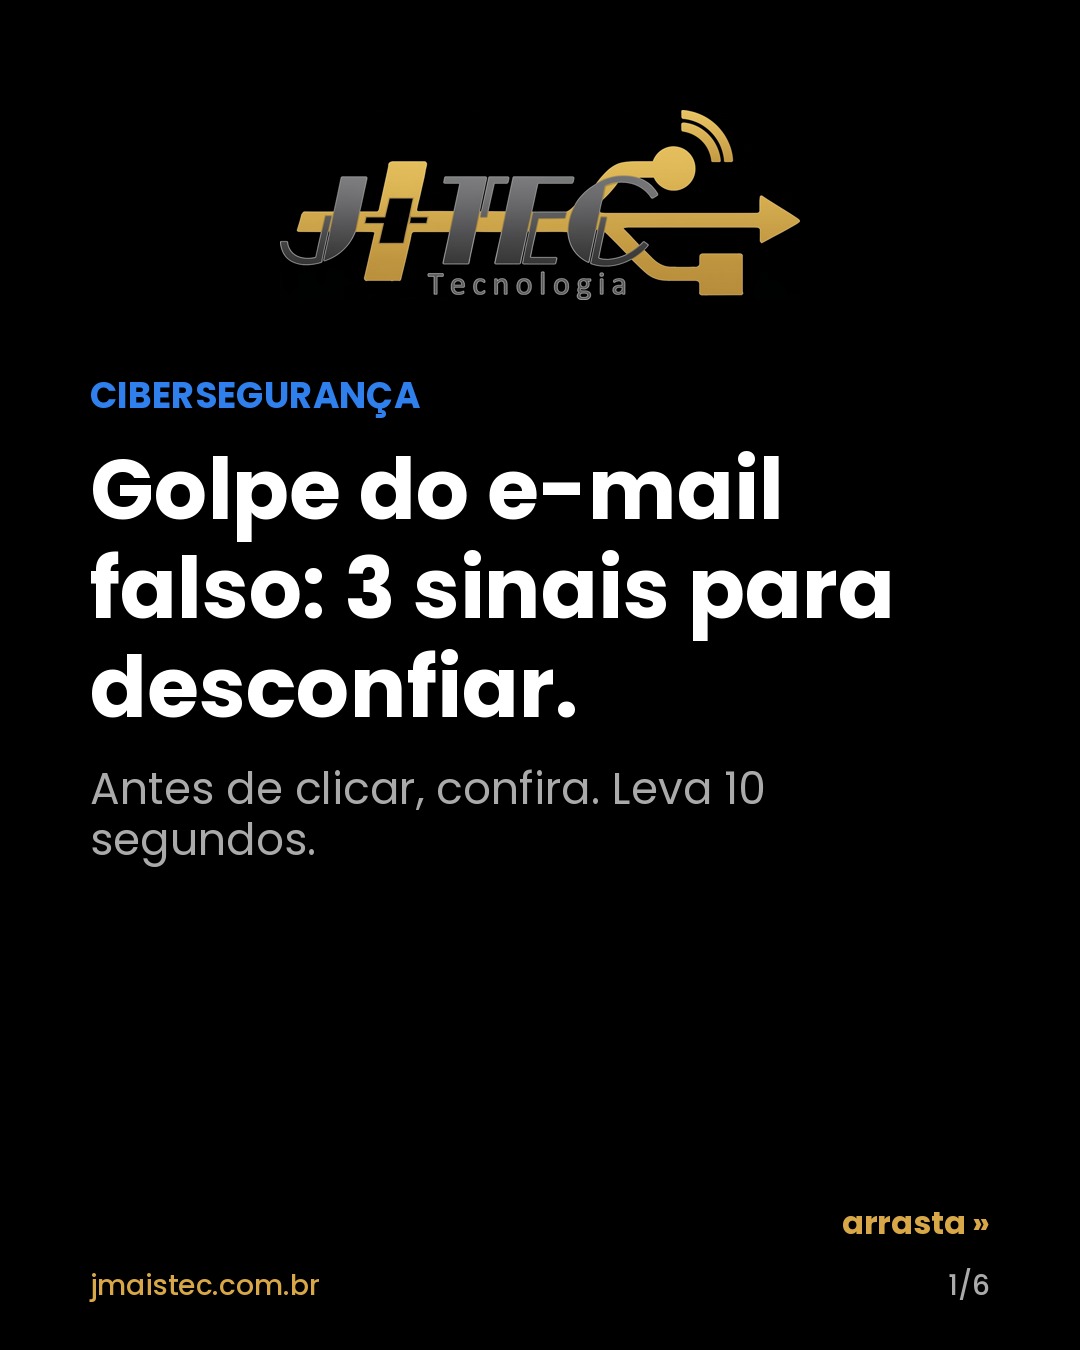 J+TEC
Tecnologia
CIBERSEGURANÇA
Golpe do e-mail
falso: 3 sinais para
desconfiar.
Antes de clicar, confira. Leva 10
segundos.
arrasta »
jmaistec.com.br
1/6